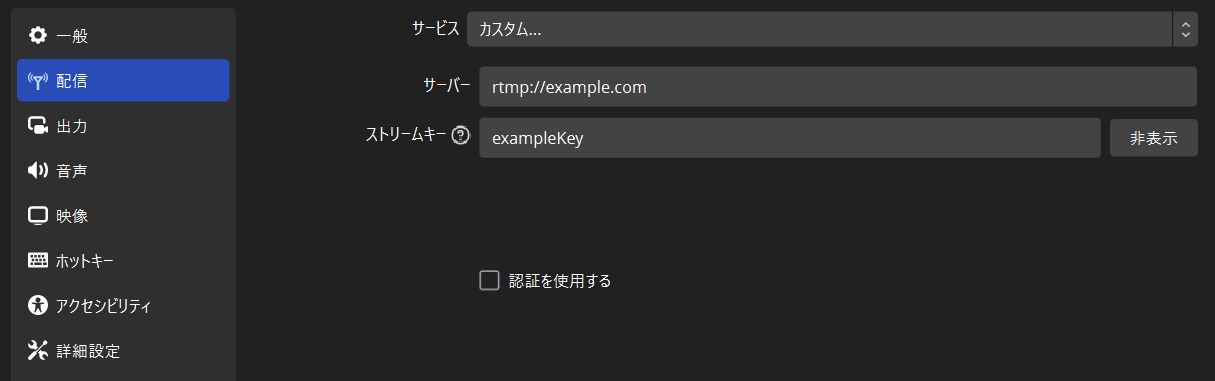 一般
配信
出力
音声
映像
ホットキー
アクセシビリティ
詳細設定
サービス カスタム...
サーバー rtmp://example.com
ストリームキー ? exampleKey 非表示
認証を使用する